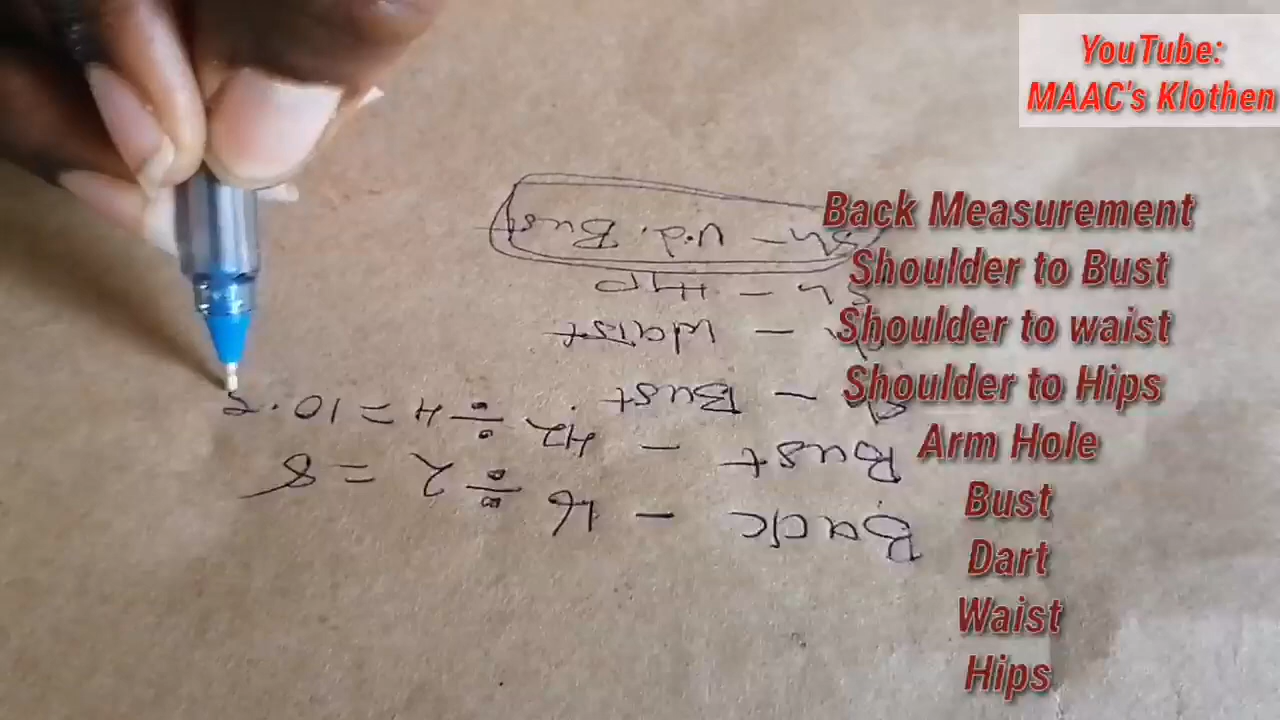 YouTube:
MAAC's Klothen
Back Measurement
Shoulder to Bust
Shoulder to waist
Shoulder to Hips
Arm Hole
Bust
Dart
Waist
Hips
Back - 16 ÷ 2 = 8
Bust - 42 ÷ 4 = 10.5
Sh - Bust
Sh - Waist
Sh - Hip
Sh - U.d. Bust